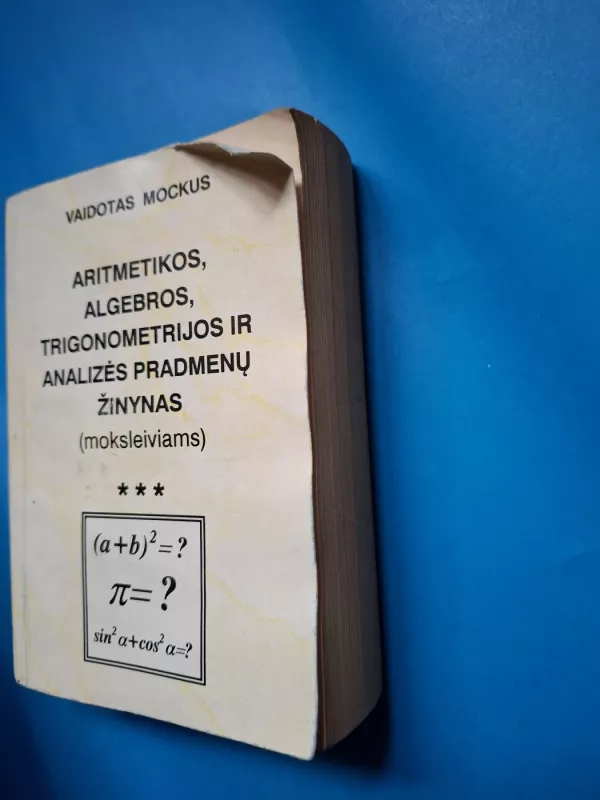 VAIDOTAS MOCKUS
ARITMETIKOS,
ALGEBROS,
TRIGONOMETRIJOS IR
ANALIZĖS PRADMENŲ
ŽINYNAS
(moksleiviams)
***
(a+b)²=?
π=?
sin²α+cos²α=?